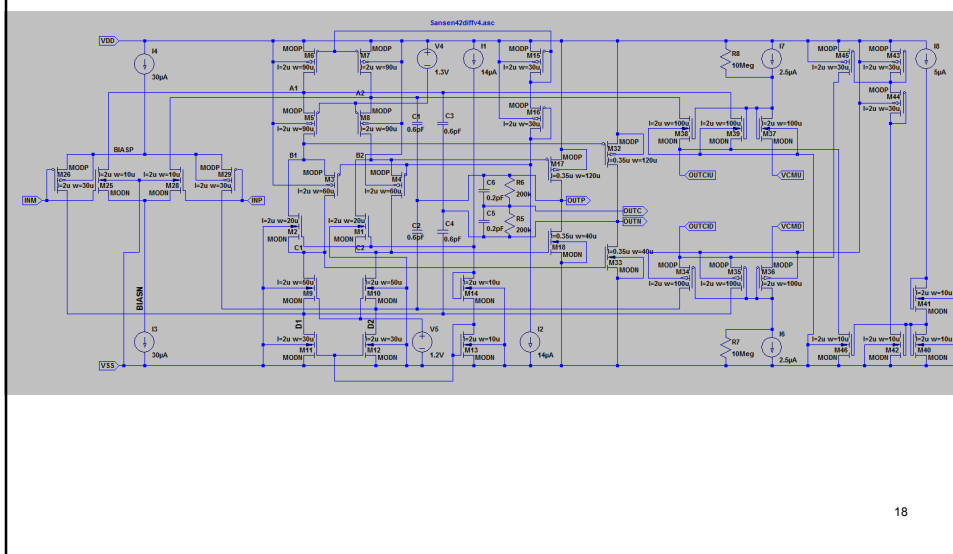 Sansen42diffv4.asc
VDD
I4
30µA
MODP
M6
l=2u w=90u
MODP
M7
l=2u w=90u
V4
1.3V
I1
14µA
MODP
M15
l=2u w=30u
R8
10Meg
I7
2.5µA
MODP
M45
l=2u w=30u
MODP
M43
l=2u w=30u
I8
5µA
A1
A2
MODP
M5
l=2u w=90u
MODP
M8
l=2u w=90u
C1
0.6pF
C3
0.6pF
MODP
M16
l=2u w=30u
MODP
M44
l=2u w=30u
l=2u w=100u
M38
MODN
l=2u w=100u
M39
MODN
l=2u w=100u
M37
MODN
BIASP
B1
B2
MODP
M32
l=0.35u w=120u
MODP
M26
l=2u w=30u
l=2u w=10u
M25
MODN
l=2u w=10u
M28
MODN
MODP
M29
l=2u w=30u
MODP
M3
l=2u w=60u
MODP
M4
l=2u w=60u
MODP
M17
l=0.35u w=120u
OUTCIU
VCMU
INM
INP
C6
0.2pF
R6
200k
OUTP
OUTC
OUTN
l=2u w=20u
M2
MODN
l=2u w=20u
M1
MODN
C2
0.6pF
C4
0.6pF
C5
0.2pF
R5
200k
OUTCID
VCMD
C1
C2
l=0.35u w=40u
M18
MODN
l=0.35u w=40u
M33
MODN
MODP
M34
l=2u w=100u
MODP
M35
l=2u w=100u
MODP
M36
l=2u w=100u
BIASN
l=2u w=50u
M9
MODN
l=2u w=50u
M10
MODN
l=2u w=10u
M14
MODN
l=2u w=10u
M41
MODN
D1
D2
I3
30µA
l=2u w=30u
M11
MODN
l=2u w=30u
M12
MODN
V5
1.2V
l=2u w=10u
M13
MODN
I2
14µA
R7
10Meg
I6
2.5µA
l=2u w=10u
M46
MODN
l=2u w=10u
M42
MODN
l=2u w=10u
M40
MODN
VSS
18